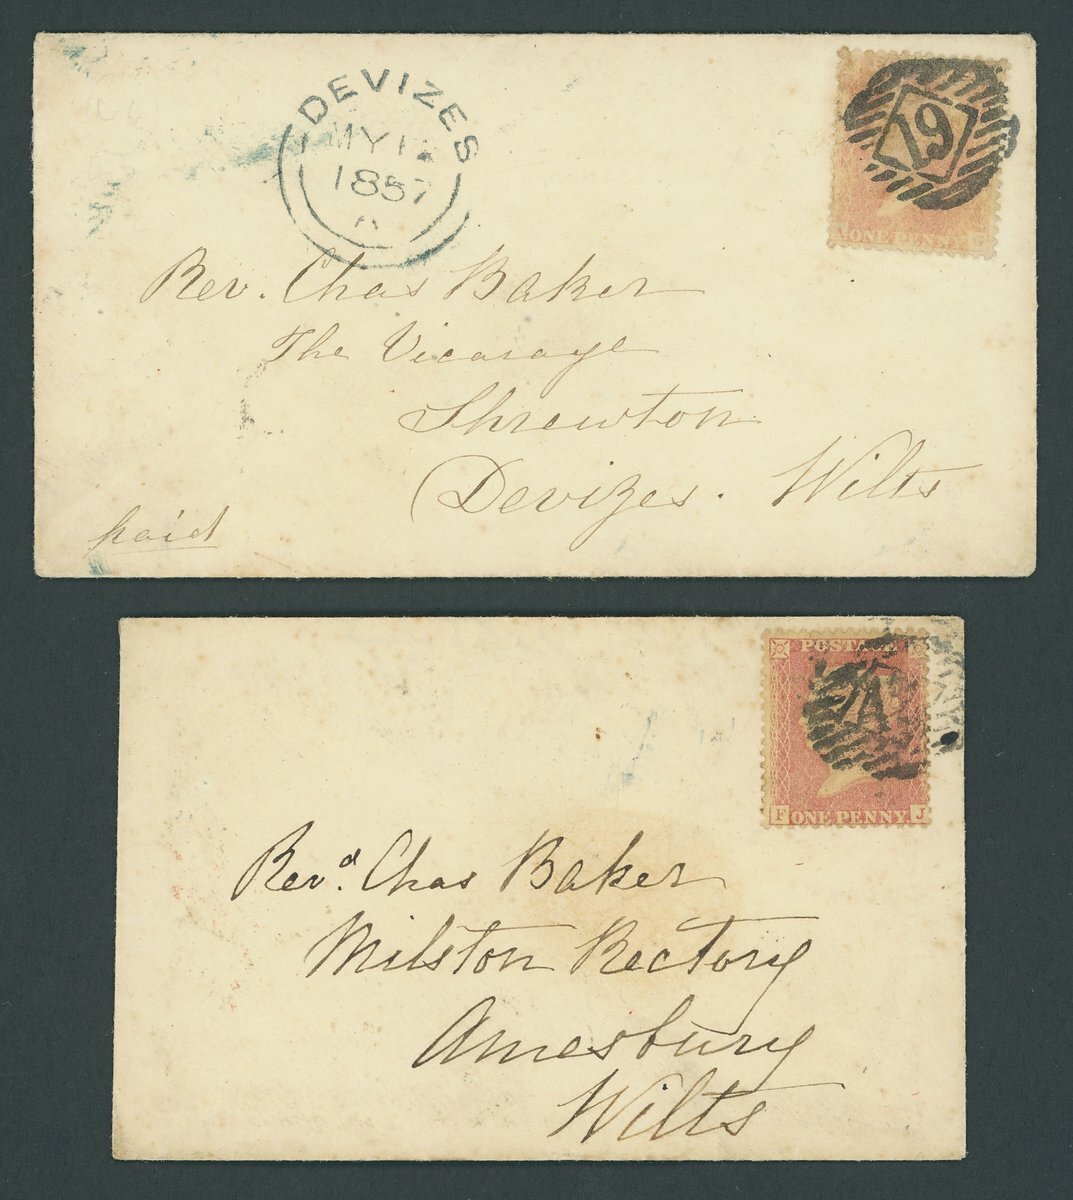 DEVIZES
MY 12
1857
A
19
A ONE PENNY G
Rev. Chas Baker
The Vicarage
Shrewton
Devizes. Wilts
paid
POSTAGE
A
F ONE PENNY J
Revd. Chas Baker
Milston Rectory
Amesbury
Wilts